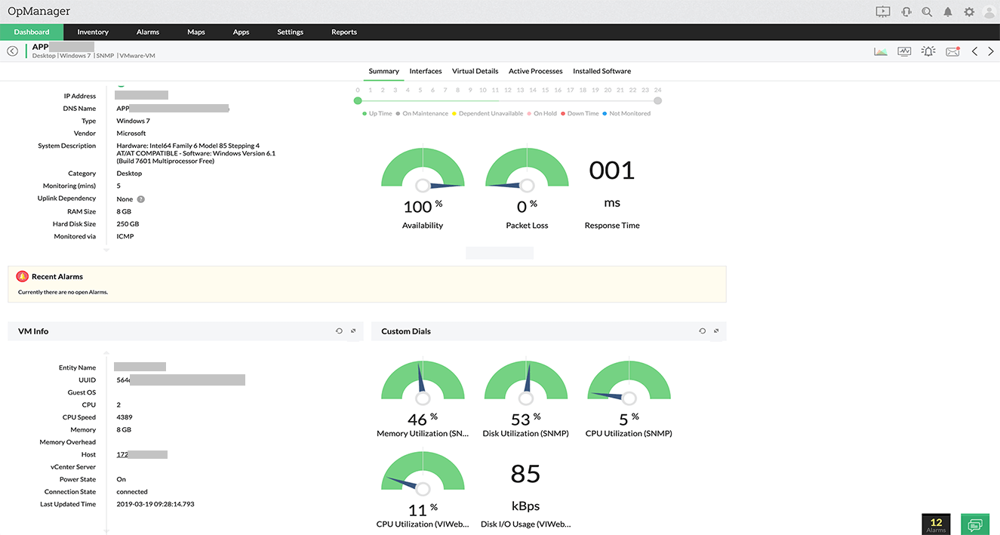 OpManager
Dashboard Inventory Alarms Maps Apps Settings Reports
APP
Desktop | Windows 7 | SNMP | VMware-VM
Summary Interfaces Virtual Details Active Processes Installed Software
0 1 2 3 4 5 6 7 8 9 10 11 12 13 14 15 16 17 18 19 20 21 22 23 24
Up Time On Maintenance Dependent Unavailable On Hold Down Time Not Monitored
IP Address
DNS Name APP
Type Windows 7
Vendor Microsoft
System Description Hardware: Intel64 Family 6 Model 85 Stepping 4
AT/AT COMPATIBLE - Software: Windows Version 6.1
(Build 7601 Multiprocessor Free)
Category Desktop
Monitoring (mins) 5
Uplink Dependency None ?
RAM Size 8 GB
Hard Disk Size 250 GB
Monitored via ICMP
100 % 0 % 001
ms
Availability Packet Loss Response Time
Recent Alarms
Currently there are no open Alarms.
VM Info
Entity Name
UUID 564
Guest OS
CPU 2
CPU Speed 4389
Memory 8 GB
Memory Overhead
Host 172
vCenter Server
Power State On
Connection State connected
Last Updated Time 2019-03-19 09:28:14.793
Custom Dials
46 % 53 % 5 %
Memory Utilization (SN... Disk Utilization (SNMP) CPU Utilization (SNMP)
11 % 85
kBps
CPU Utilization (VIWeb... Disk I/O Usage (VIWeb...
12
Alarms